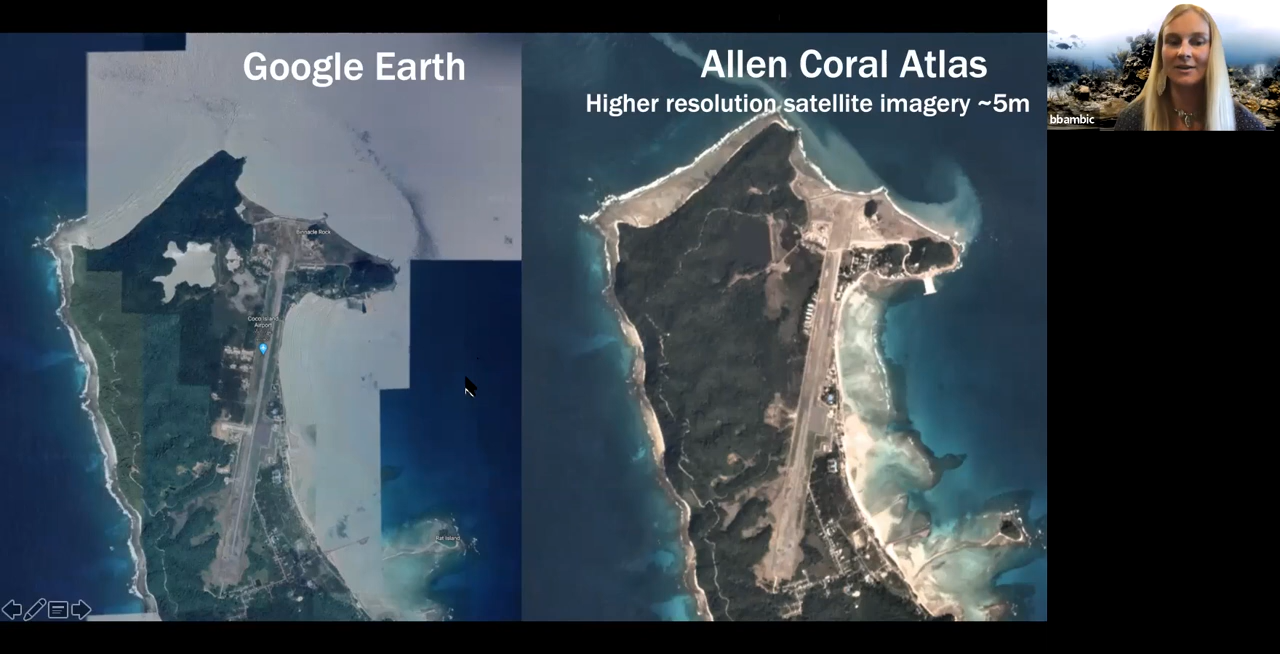 Google Earth
Allen Coral Atlas
Higher resolution satellite imagery ~5m
bbambic
Binnacle Rock
Coco Island
Airport
Rat Island